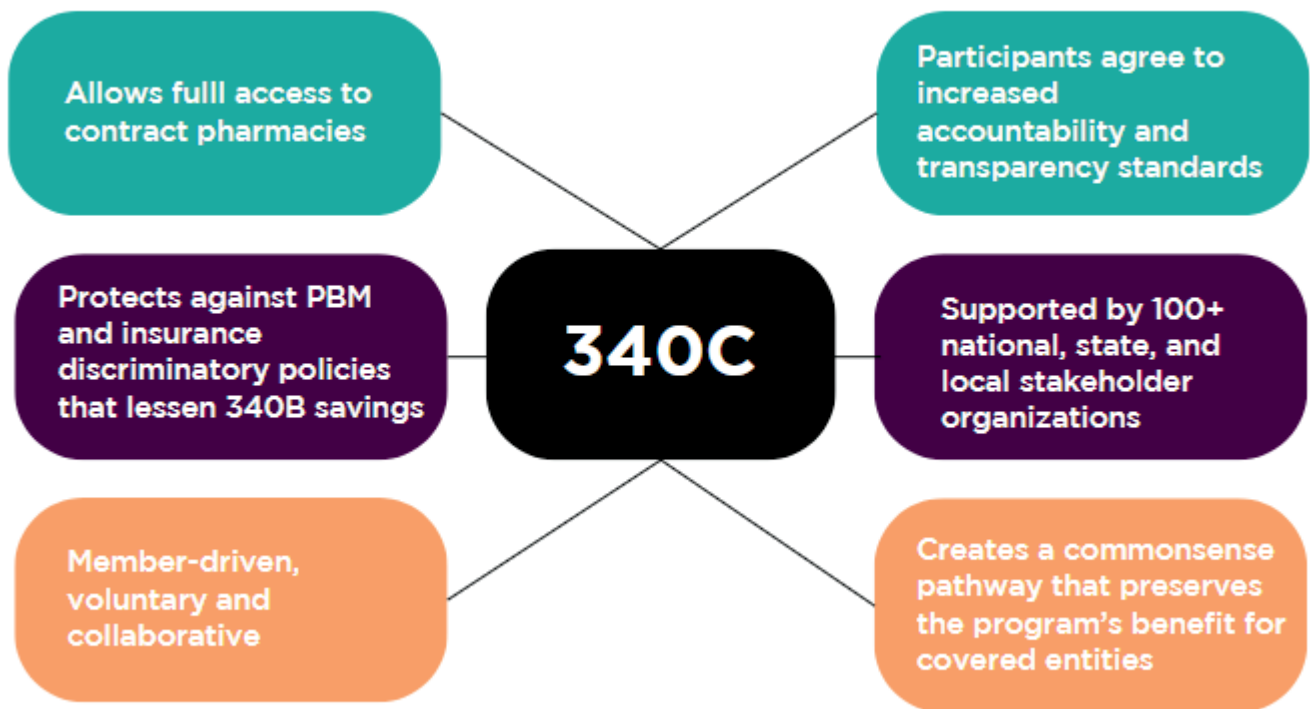 Allows fulll access to
contract pharmacies
Participants agree to
increased
accountability and
transparency standards
Protects against PBM
and insurance
discriminatory policies
that lessen 340B savings
340C
Supported by 100+
national, state, and
local stakeholder
organizations
Member-driven,
voluntary and
collaborative
Creates a commonsense
pathway that preserves
the program's benefit for
covered entities